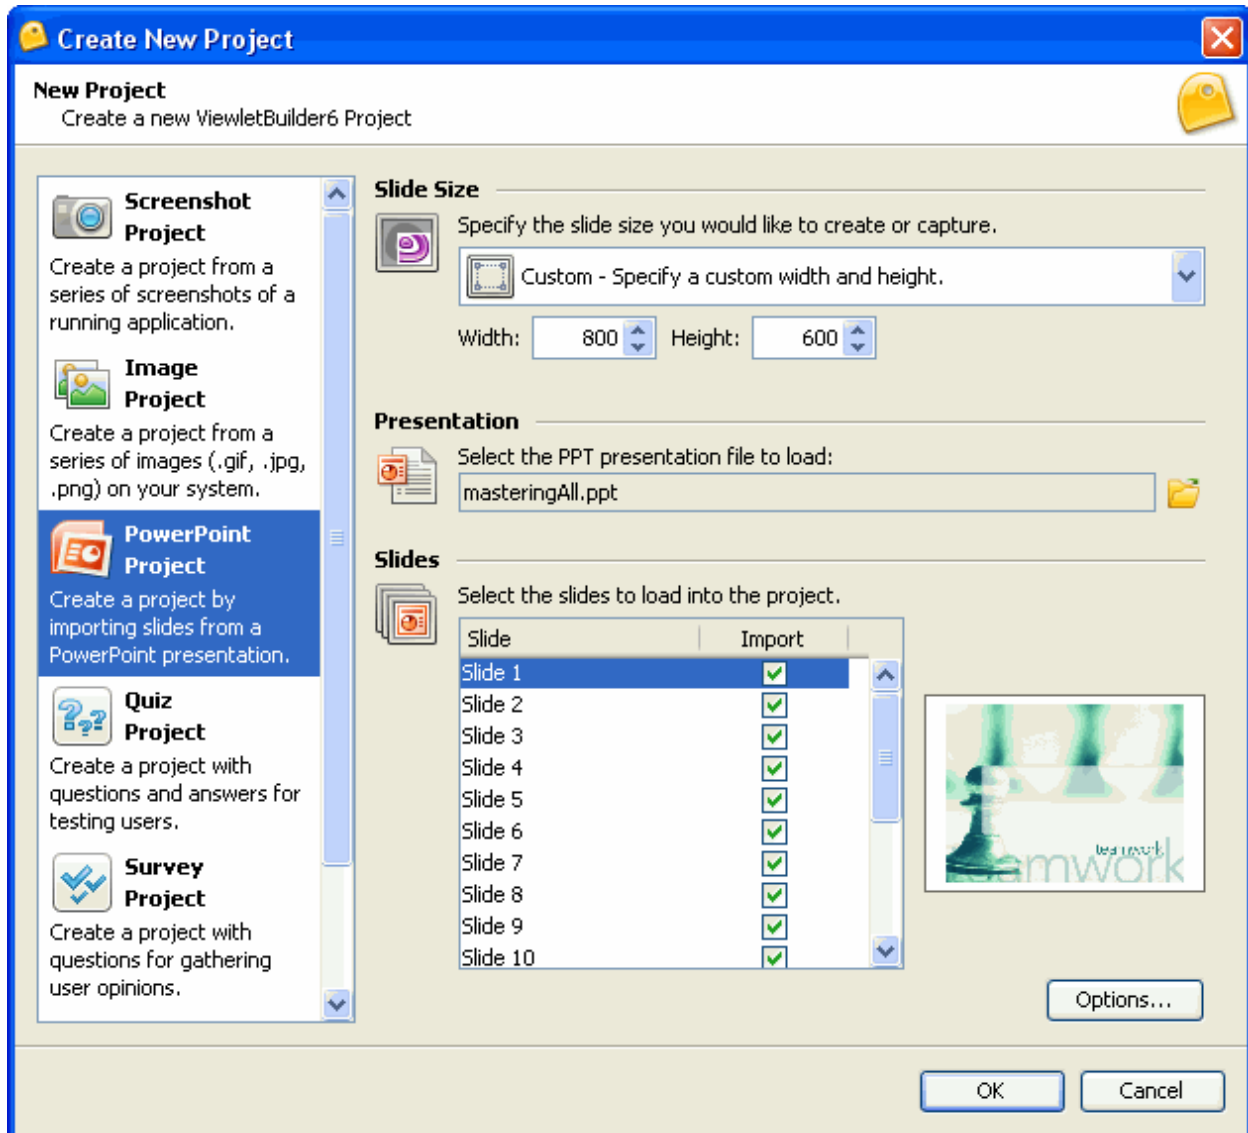 Create New Project
New Project
Create a new ViewletBuilder6 Project
Screenshot
Project
Create a project from a
series of screenshots of a
running application.
Image
Project
Create a project from a
series of images (.gif, .jpg,
.png) on your system.
PowerPoint
Project
Create a project by
importing slides from a
PowerPoint presentation.
Quiz
Project
Create a project with
questions and answers for
testing users.
Survey
Project
Create a project with
questions for gathering
user opinions.
Slide Size
Specify the slide size you would like to create or capture.
Custom - Specify a custom width and height.
Width: 800 Height: 600
Presentation
Select the PPT presentation file to load:
masteringAll.ppt
Slides
Select the slides to load into the project.
Slide Import
Slide 1
Slide 2
Slide 3
Slide 4
Slide 5
Slide 6
Slide 7
Slide 8
Slide 9
Slide 10
teamwork
teamwork
Options...
OK Cancel